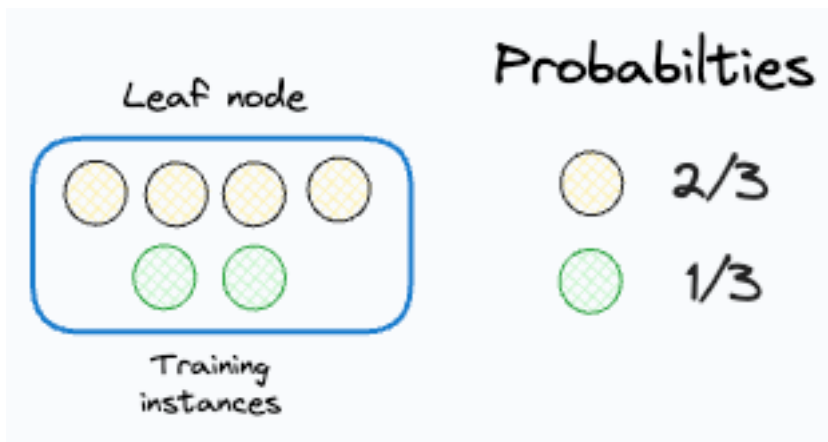 Leaf node
Training
instances
Probabilties
2/3
1/3